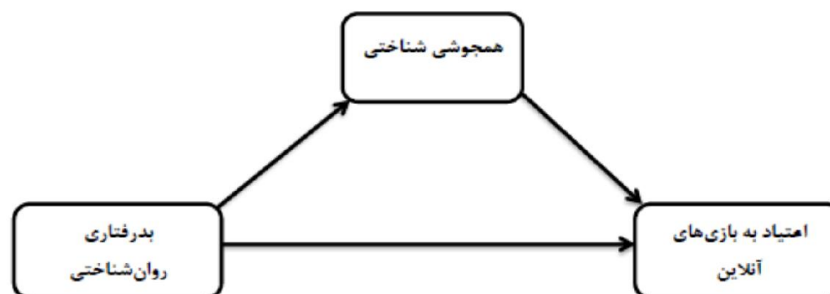 همجوشی شناختی
بدرفتاری
روان‌شناختی
اعتیاد به بازی‌های
آنلاین